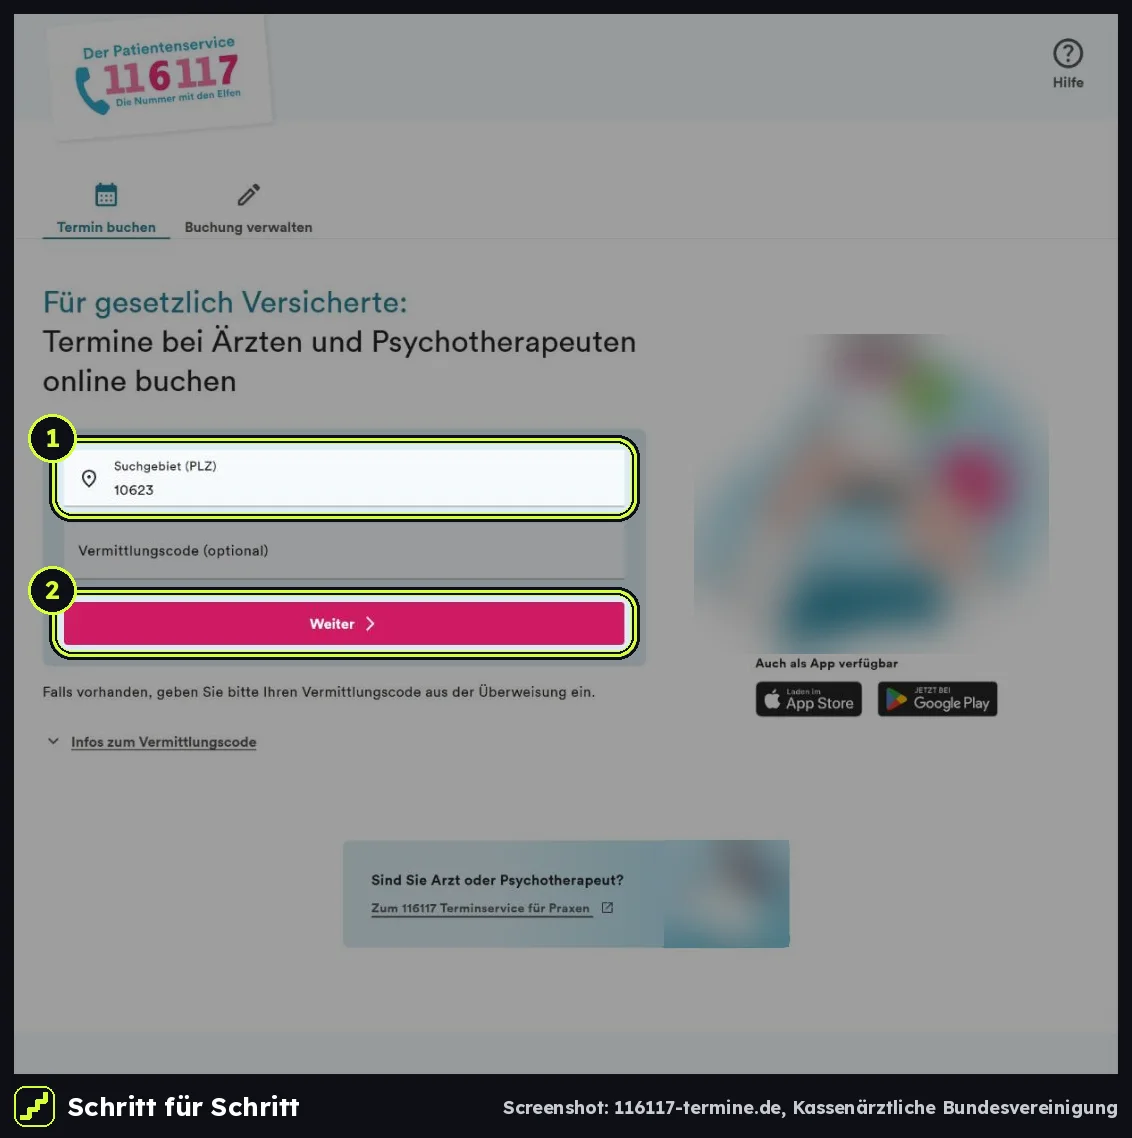 Der Patientenservice
116117
Die Nummer mit den Elfen
Hilfe
Termin buchen
Buchung verwalten
Für gesetzlich Versicherte:
Termine bei Ärzten und Psychotherapeuten
online buchen
1
Suchgebiet (PLZ)
10623
Vermittlungscode (optional)
2
Weiter
Falls vorhanden, geben Sie bitte Ihren Vermittlungscode aus der Überweisung ein.
Infos zum Vermittlungscode
Auch als App verfügbar
Laden im
App Store
JETZT BEI
Google Play
Sind Sie Arzt oder Psychotherapeut?
Zum 116117 Terminservice für Praxen
Schritt für Schritt
Screenshot: 116117-termine.de, Kassenärztliche Bundesvereinigung